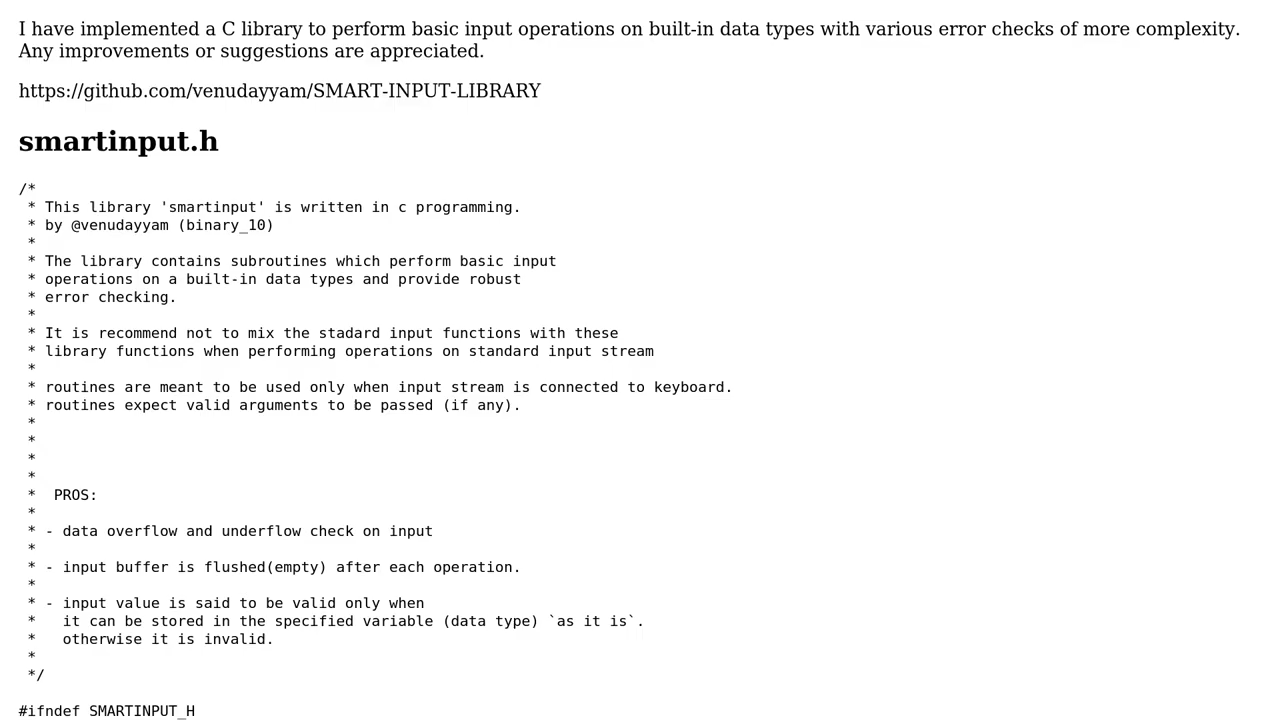 I have implemented a C library to perform basic input operations on built-in data types with various error checks of more complexity.
Any improvements or suggestions are appreciated.
https://github.com/venudayyam/SMART-INPUT-LIBRARY
smartinput.h
/*
 * This library 'smartinput' is written in c programming.
 * by @venudayyam (binary_10)
 *
 * The library contains subroutines which perform basic input
 * operations on a built-in data types and provide robust
 * error checking.
 *
 * It is recommend not to mix the stadard input functions with these
 * library functions when performing operations on standard input stream
 *
 * routines are meant to be used only when input stream is connected to keyboard.
 * routines expect valid arguments to be passed (if any).
 *
 *
 *
 *
 *  PROS:
 *
 * - data overflow and underflow check on input
 *
 * - input buffer is flushed(empty) after each operation.
 *
 * - input value is said to be valid only when
 *   it can be stored in the specified variable (data type) `as it is`.
 *   otherwise it is invalid.
 *
 */
#ifndef SMARTINPUT_H